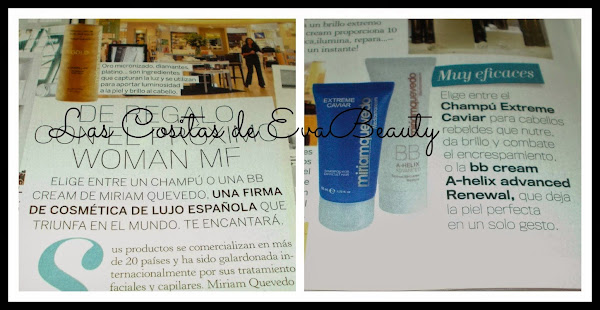 Oro micronizado, diamantes,
platino... son ingredientes
que capturan la luz y se utilizan
para aportar luminosidad
a la piel y brillo al cabello.
DE REGALO
CON EL PRÓXIMO
WOMAN MF
ELIGE ENTRE UN CHAMPÚ O UNA BB
CREAM DE MIRIAM QUEVEDO, UNA FIRMA
DE COSMÉTICA DE LUJO ESPAÑOLA QUE
TRIUNFA EN EL MUNDO. TE ENCANTARÁ.
Sus productos se comercializan en más
de 20 países y ha sido galardonada in-
ternacionalmente por sus tratamiento
faciales y capilares. Miriam Quevedo
Las Cositas de EvaBeauty
un brillo-extremo
cream proporciona 10
ca,ilumina, repara...—
un instante!
Muy eficaces
Elige entre el
Champú Extreme
Caviar para cabellos
rebeldes que nutre,
da brillo y combate
el encrespamiento,
o la bb cream
A-helix advanced
Renewal, que deja
la piel perfecta
en un solo gesto.
EXTREME
CAVIAR
miriamquevedo
miriamquevedo
BB
A-HELIX